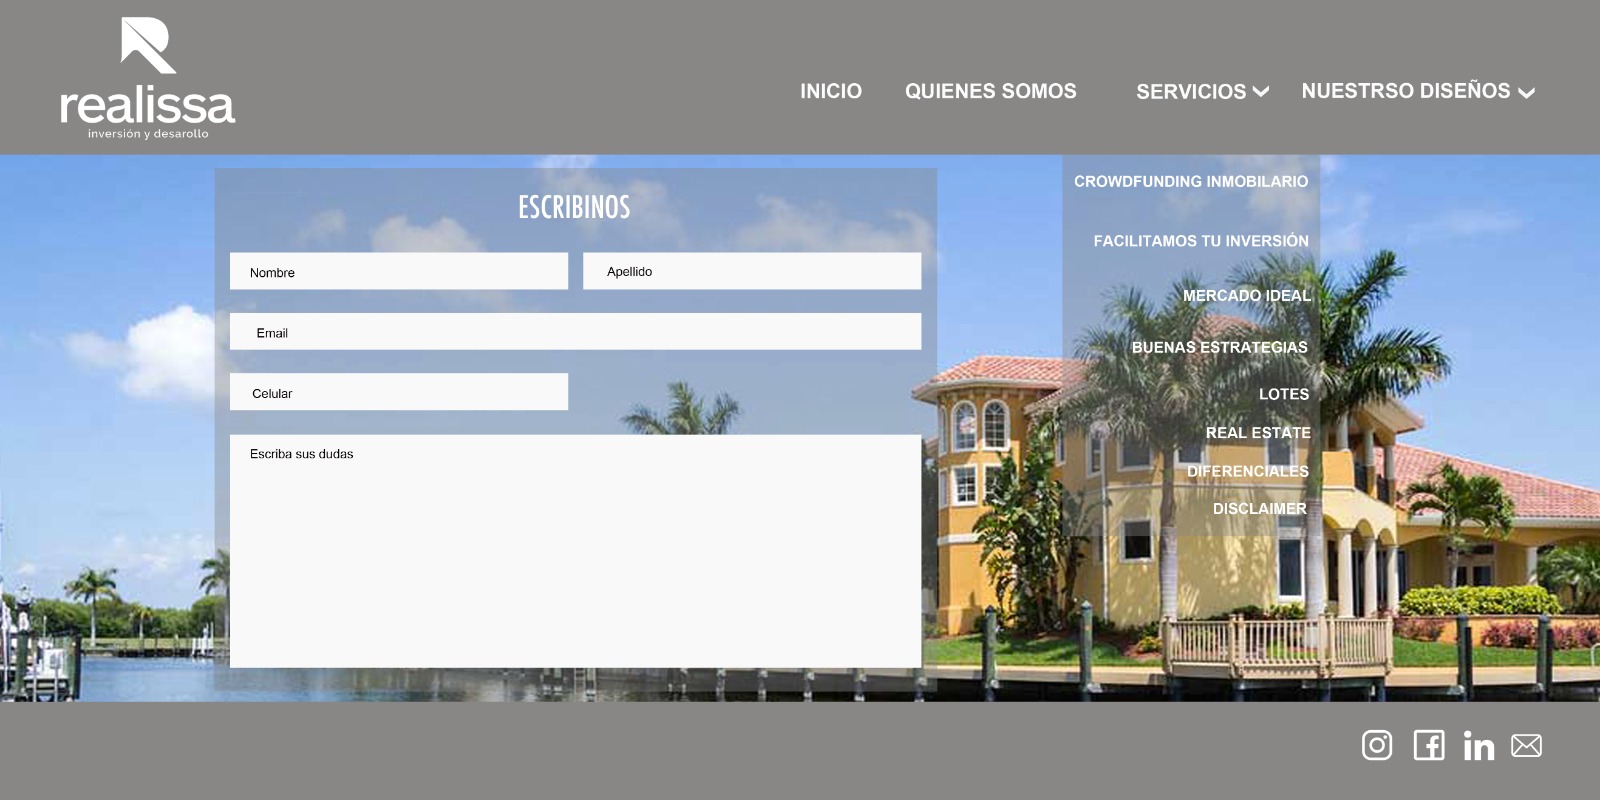 realissa
inversión y desarollo
INICIO
QUIENES SOMOS
SERVICIOS
NUESTRSO DISEÑOS
ESCRIBINOS
Nombre
Apellido
Email
Celular
Escriba sus dudas
CROWDFUNDING INMOBILARIO
FACILITAMOS TU INVERSIÓN
MERCADO IDEAL
BUENAS ESTRATEGIAS
LOTES
REAL ESTATE
DIFERENCIALES
DISCLAIMER
in